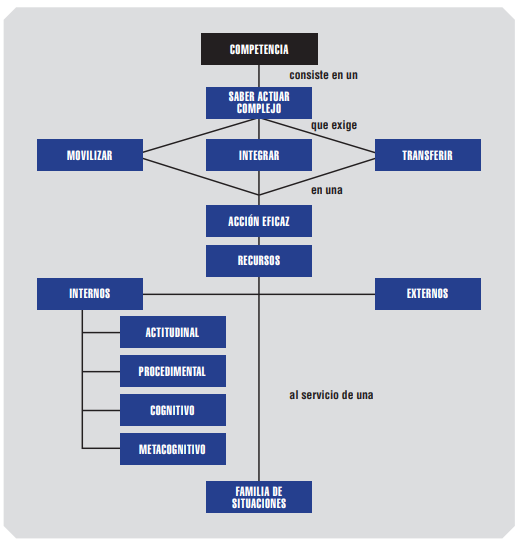 COMPETENCIA
consiste en un
SABER ACTUAR
COMPLEJO
que exige
MOVILIZAR
INTEGRAR
TRANSFERIR
en una
ACCIÓN EFICAZ
RECURSOS
INTERNOS
EXTERNOS
ACTITUDINAL
PROCEDIMENTAL
COGNITIVO
METACOGNITIVO
al servicio de una
FAMILIA DE
SITUACIONES